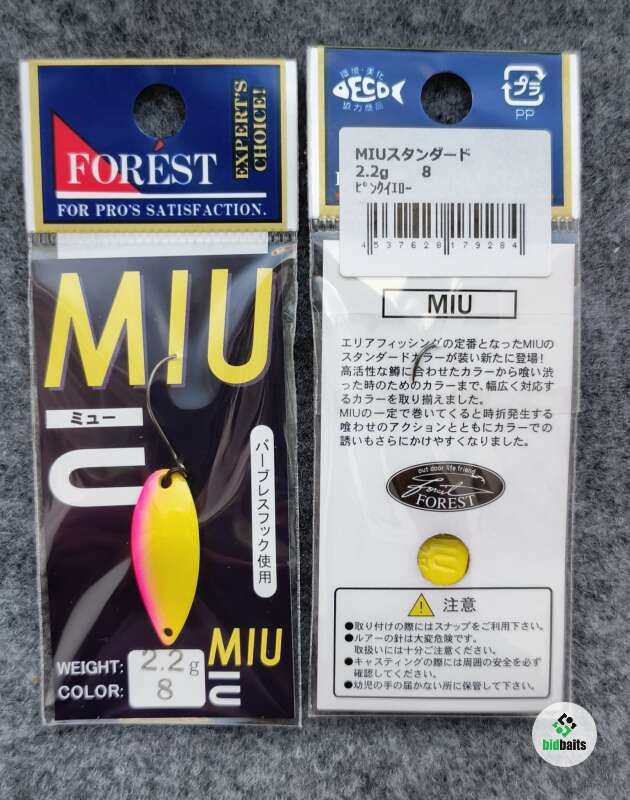 FORÉST
EXPERT'S
CHOICE!
FOR PRO'S SATISFACTION.
MIU
ミュー
バーブレスフック使用
MIU
WEIGHT: 2.2g
COLOR: 8
環境・美化
ECO
協力商品
プラ
PP
MIUスタンダード
2.2g 8
ﾋﾟﾝｸｲｴﾛｰ
4 537628 179284
MIU
エリアフィッシングの定番となったMIUの
スタンダードカラーが装い新たに登場!
高活性な鱒に合わせたカラーから喰い渋
った時のためのカラーまで、幅広く対応す
るカラーを取り揃えました。
MIUの一定で巻いてくると時折発生する
喰わせのアクションとともにカラーでの
誘いもさらにかけやすくなりました。
out door life friend
Forest
FOREST
注意
●取り付けの際にはスナップをご利用下さい。
●ルアーの針は大変危険です。
取扱いには十分ご注意ください。
●キャスティングの際には周囲の安全を必ず
確認してください。
●幼児の手の届かない所に保管して下さい。
bidbaits